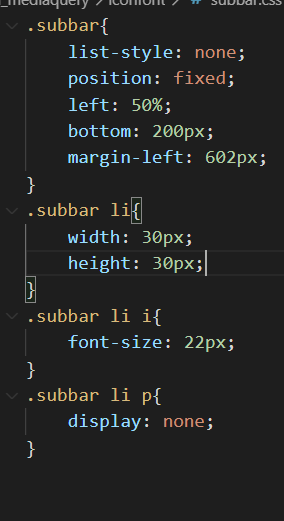 _mediaquery > iconfont > # subbar.css
.subbar{
list-style: none;
position: fixed;
left: 50%;
bottom: 200px;
margin-left: 602px;
}
.subbar li{
width: 30px;
height: 30px;
}
.subbar li i{
font-size: 22px;
}
.subbar li p{
display: none;
}